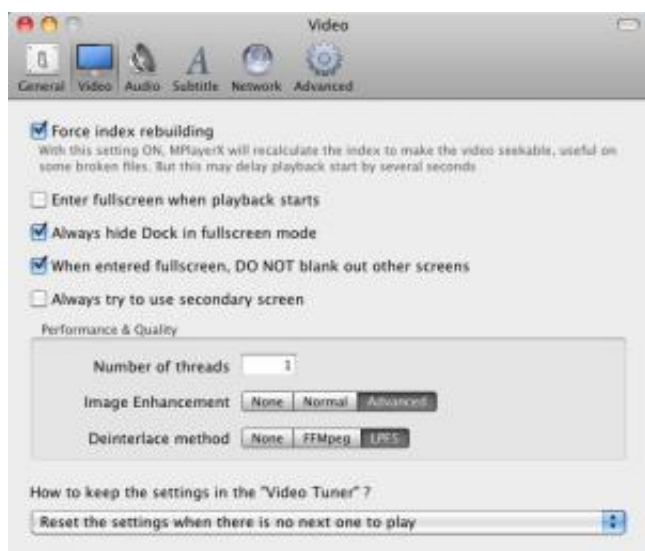 Video
General Video Audio Subtitle Network Advanced
Force index rebuilding
With this setting ON, MPlayerX will recalculate the index to make the video seekable, useful on
some broken files. But this may delay playback start by several seconds
Enter fullscreen when playback starts
Always hide Dock in fullscreen mode
When entered fullscreen, DO NOT blank out other screens
Always try to use secondary screen
Performance & Quality
Number of threads 1
Image Enhancement None Normal Advanced
Deinterlace method None FFMpeg LPF5
How to keep the settings in the "Video Tuner"?
Reset the settings when there is no next one to play